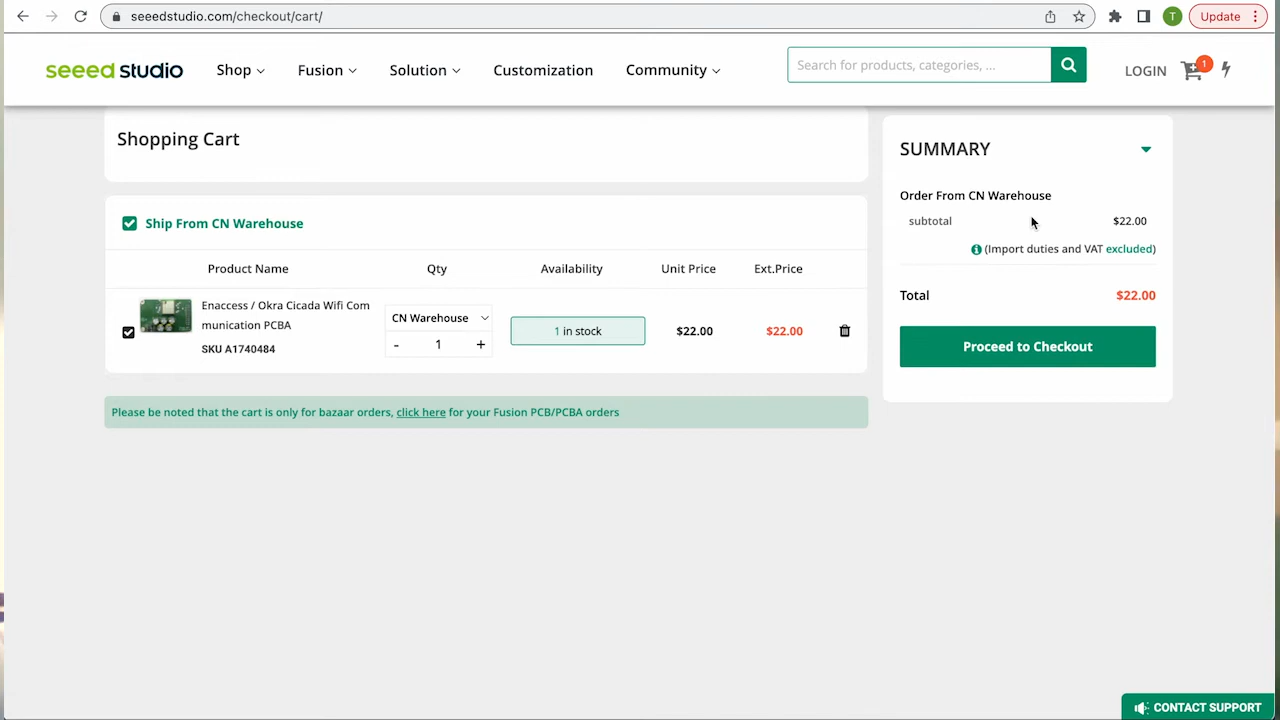 seeedstudio.com/checkout/cart/
T
Update
seeed studio
Shop
Fusion
Solution
Customization
Community
Search for products, categories, ...
LOGIN
1
Shopping Cart
Ship From CN Warehouse
Product Name
Qty
Availability
Unit Price
Ext.Price
Enaccess / Okra Cicada Wifi Com
munication PCBA
SKU A1740484
CN Warehouse
- 1 +
1 in stock
$22.00
$22.00
Please be noted that the cart is only for bazaar orders, click here for your Fusion PCB/PCBA orders
SUMMARY
Order From CN Warehouse
subtotal $22.00
(Import duties and VAT excluded)
Total $22.00
Proceed to Checkout
CONTACT SUPPORT